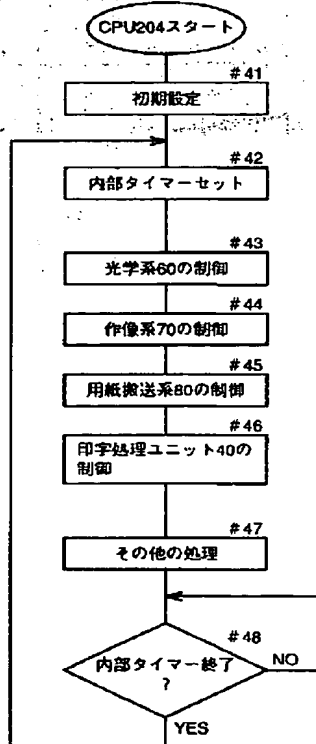 CPU204スタート
#41
初期設定
#42
内部タイマーセット
#43
光学系60の制御
#44
作像系70の制御
#45
用紙搬送系80の制御
#46
印字処理ユニット40の
制御
#47
その他の処理
#48
内部タイマー終了
?
NO
YES